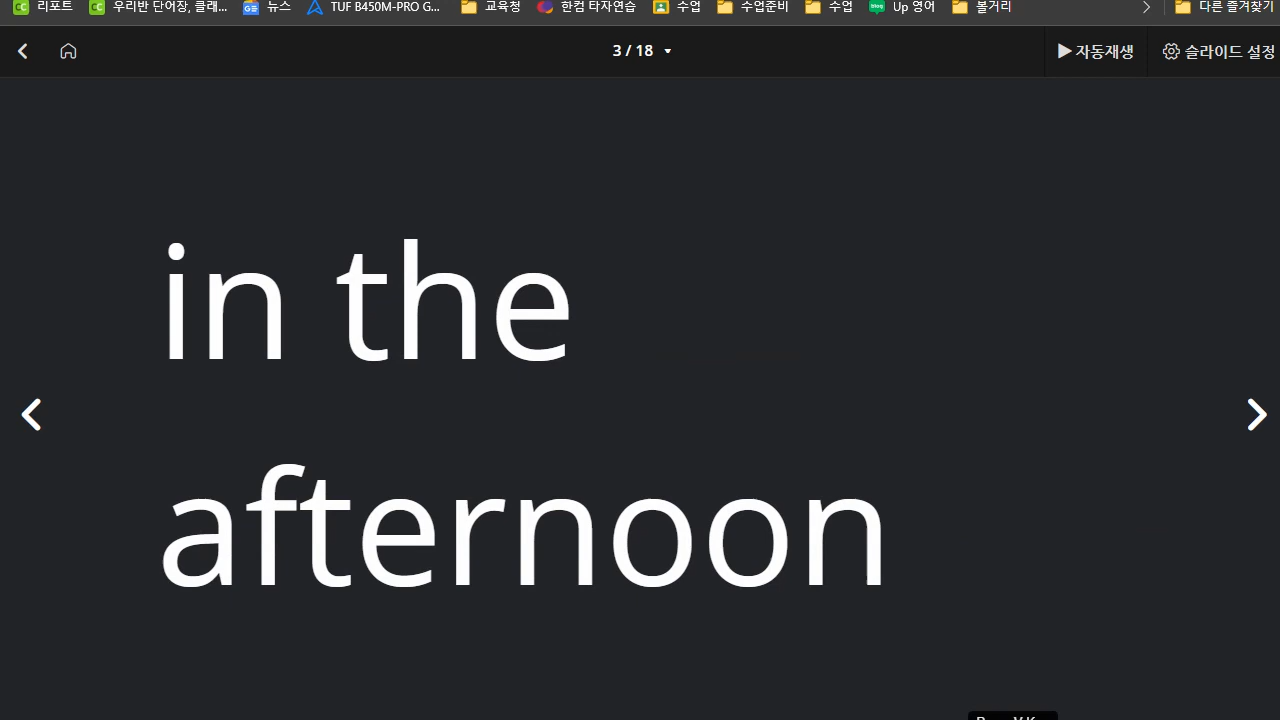 리포트 우리반 단어장, 클래... 뉴스 TUF B450M-PRO G... 교육청 한컴 타자연습 수업 수업준비 수업 Up 영어 볼거리 다른 즐겨찾기
3 / 18 자동재생 슬라이드 설정
in the
afternoon